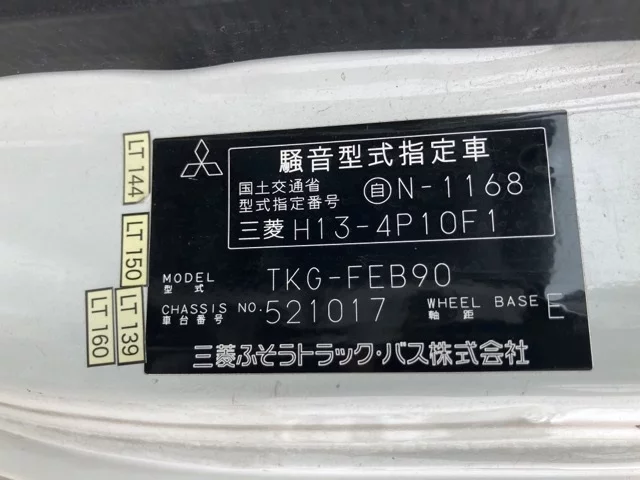 騒音型式指定車
国土交通省
型式指定番号
自N-1168
三菱 H13-4P10F1
MODEL
型式
TKG-FEB90
CHASSIS NO.
車台番号
521017
WHEEL BASE
軸距
E
三菱ふそうトラック・バス株式会社
LT 144
LT 150
LT 139
LT 160